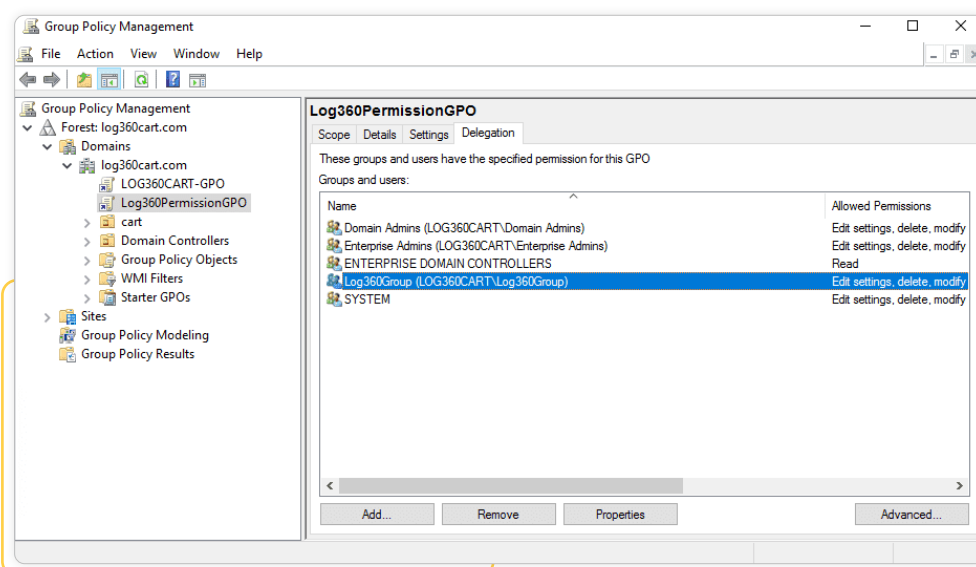 Group Policy Management
File Action View Window Help
Group Policy Management
Forest: log360cart.com
Domains
log360cart.com
LOG360CART-GPO
Log360PermissionGPO
cart
Domain Controllers
Group Policy Objects
WMI Filters
Starter GPOs
Sites
Group Policy Modeling
Group Policy Results
Log360PermissionGPO
Scope Details Settings Delegation
These groups and users have the specified permission for this GPO
Groups and users:
Name Allowed Permissions
Domain Admins (LOG360CART\Domain Admins) Edit settings, delete, modify
Enterprise Admins (LOG360CART\Enterprise Admins) Edit settings, delete, modify
ENTERPRISE DOMAIN CONTROLLERS Read
Log360Group (LOG360CART\Log360Group) Edit settings, delete, modify
SYSTEM Edit settings, delete, modify
Add... Remove Properties Advanced...